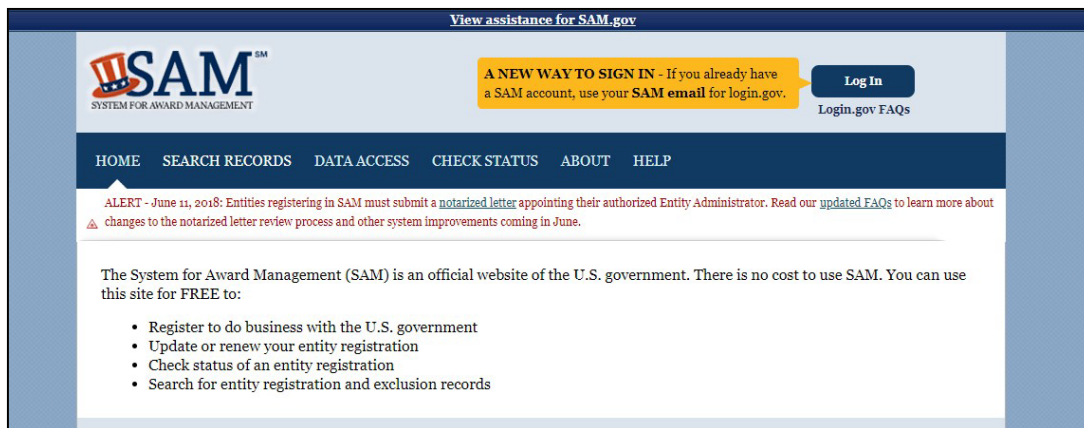 View assistance for SAM.gov
SAM SM
SYSTEM FOR AWARD MANAGEMENT
A NEW WAY TO SIGN IN - If you already have
a SAM account, use your SAM email for login.gov.
Log In
Login.gov FAQs
HOME SEARCH RECORDS DATA ACCESS CHECK STATUS ABOUT HELP
ALERT - June 11, 2018: Entities registering in SAM must submit a notarized letter appointing their authorized Entity Administrator. Read our updated FAQs to learn more about
changes to the notarized letter review process and other system improvements coming in June.
The System for Award Management (SAM) is an official website of the U.S. government. There is no cost to use SAM. You can use
this site for FREE to:
• Register to do business with the U.S. government
• Update or renew your entity registration
• Check status of an entity registration
• Search for entity registration and exclusion records